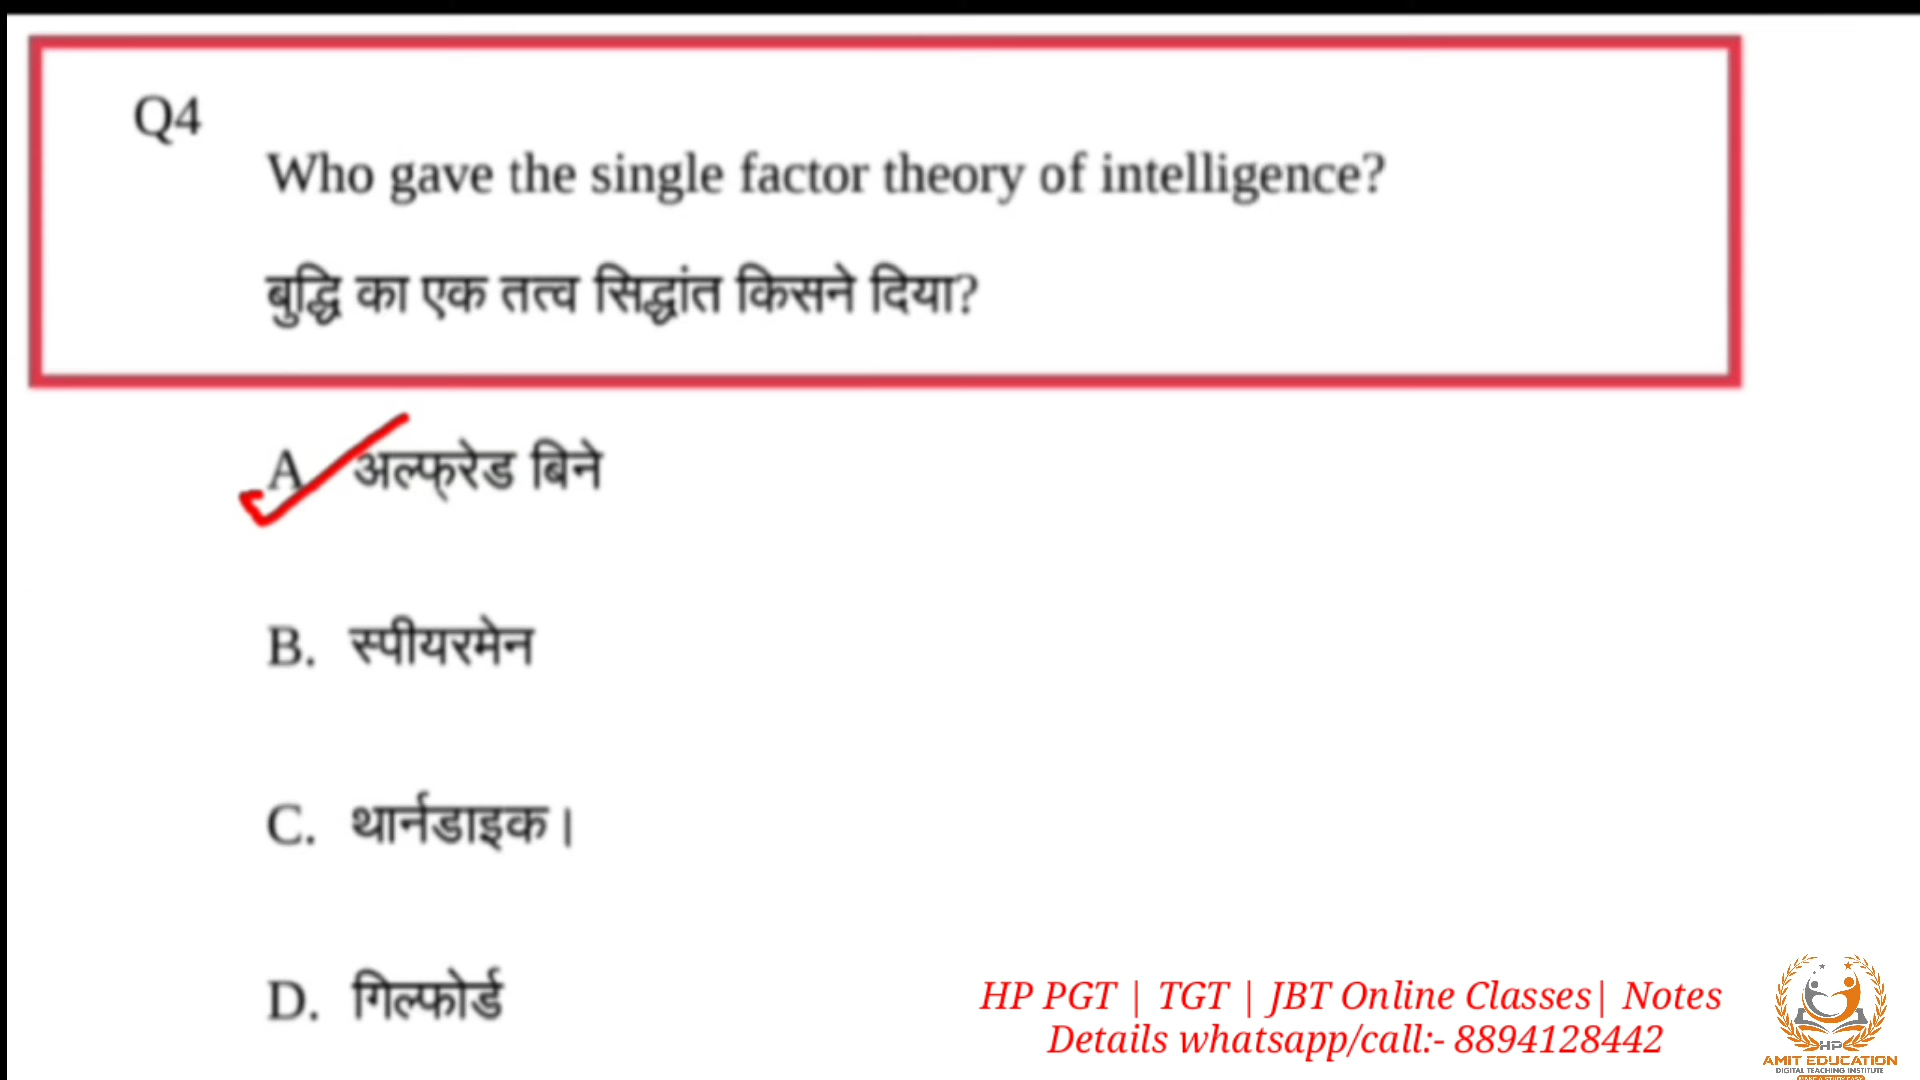 Q4
Who gave the single factor theory of intelligence?
बुद्धि का एक तत्व सिद्धांत किसने दिया?
A अल्फ्रेड बिने
B. स्पीयरमेन
C. थार्नडाइक।
D. गिल्फोर्ड
HP PGT | TGT | JBT Online Classes| Notes
Details whatsapp/call:- 8894128442
HP
AMIT EDUCATION
DIGITAL TEACHING INSTITUTE